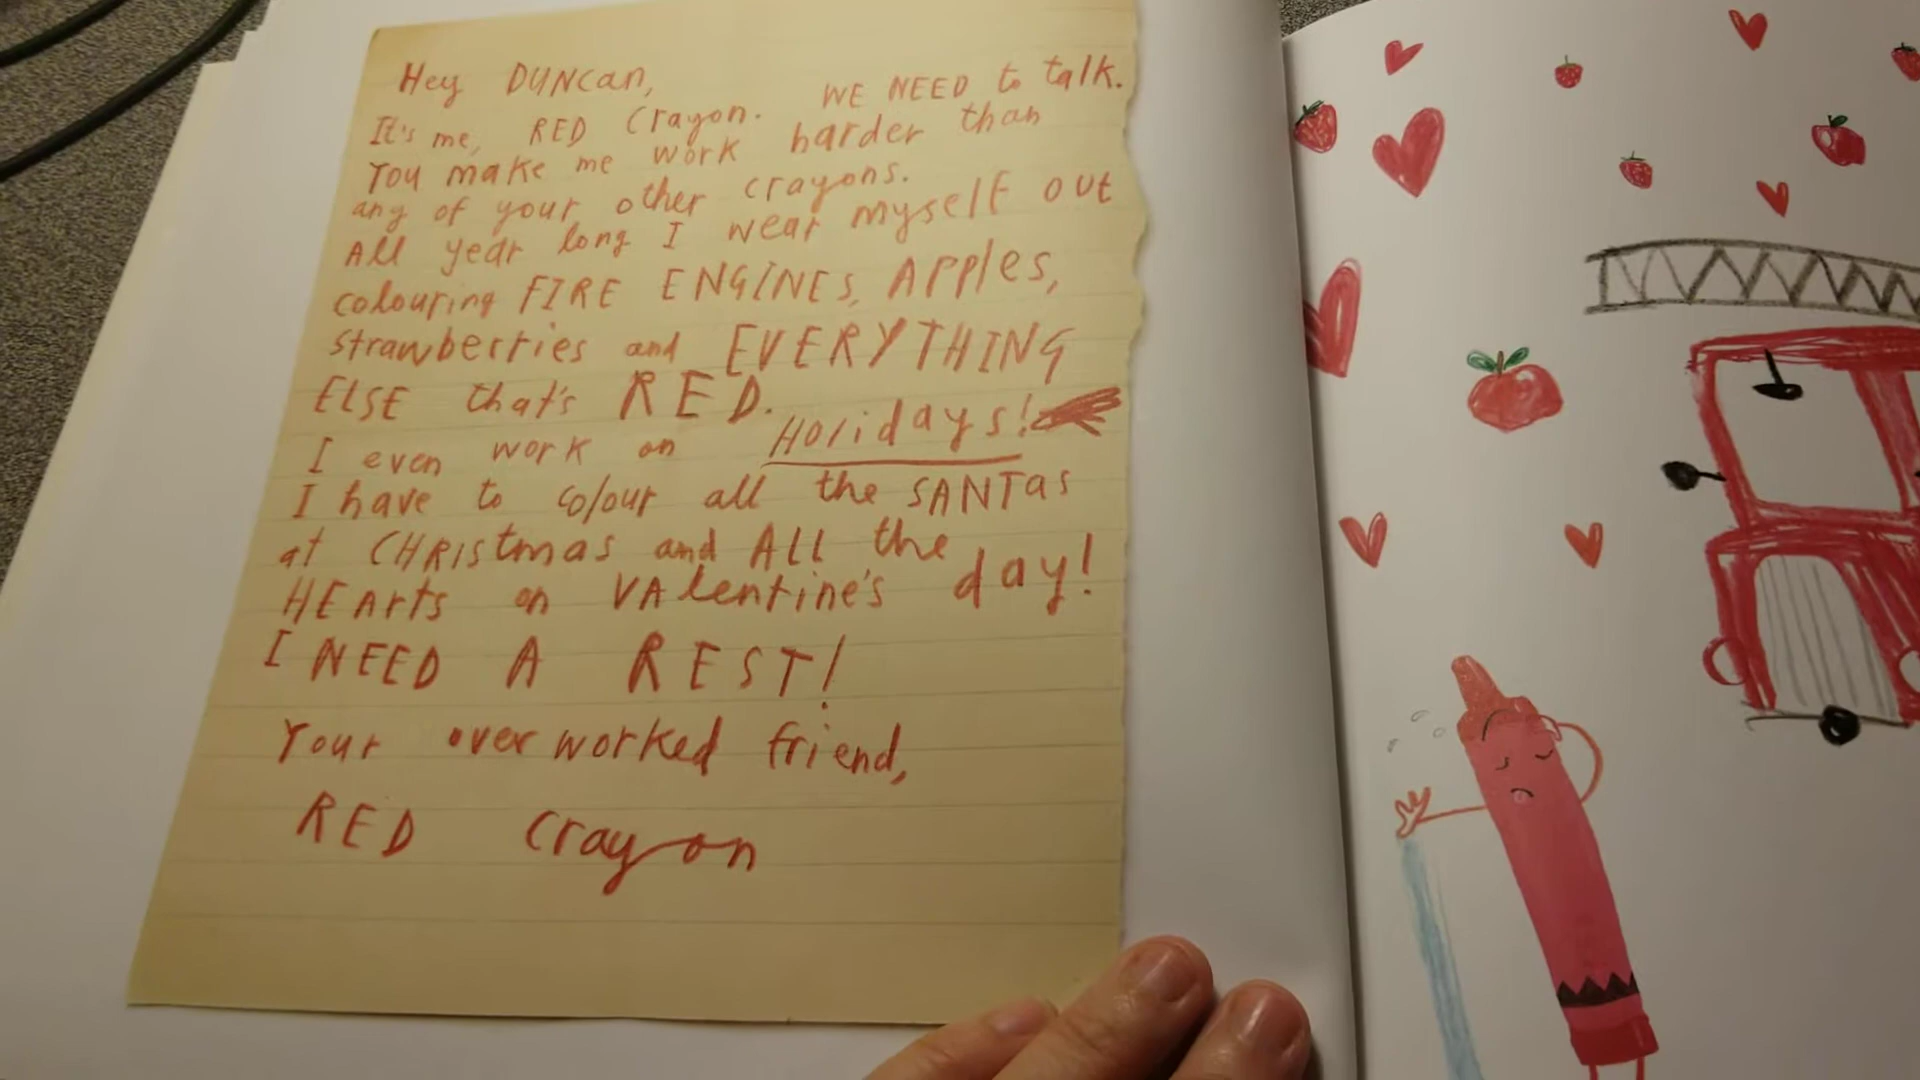 Hey DUNCan,
It's me, RED Crayon. WE NEED to talk.
You make me work harder than
any of your other crayons.
All year long I wear myself out
colouring FIRE ENGINES, APPles,
strawberries and EVERYTHING
ELSE that's RED.
I even work on Holidays!
I have to colour all the SANTas
at CHRIStmas and ALL the
HEArts on VAlentine's day!
I NEED A REST!
Your overworked friend,
RED Crayon